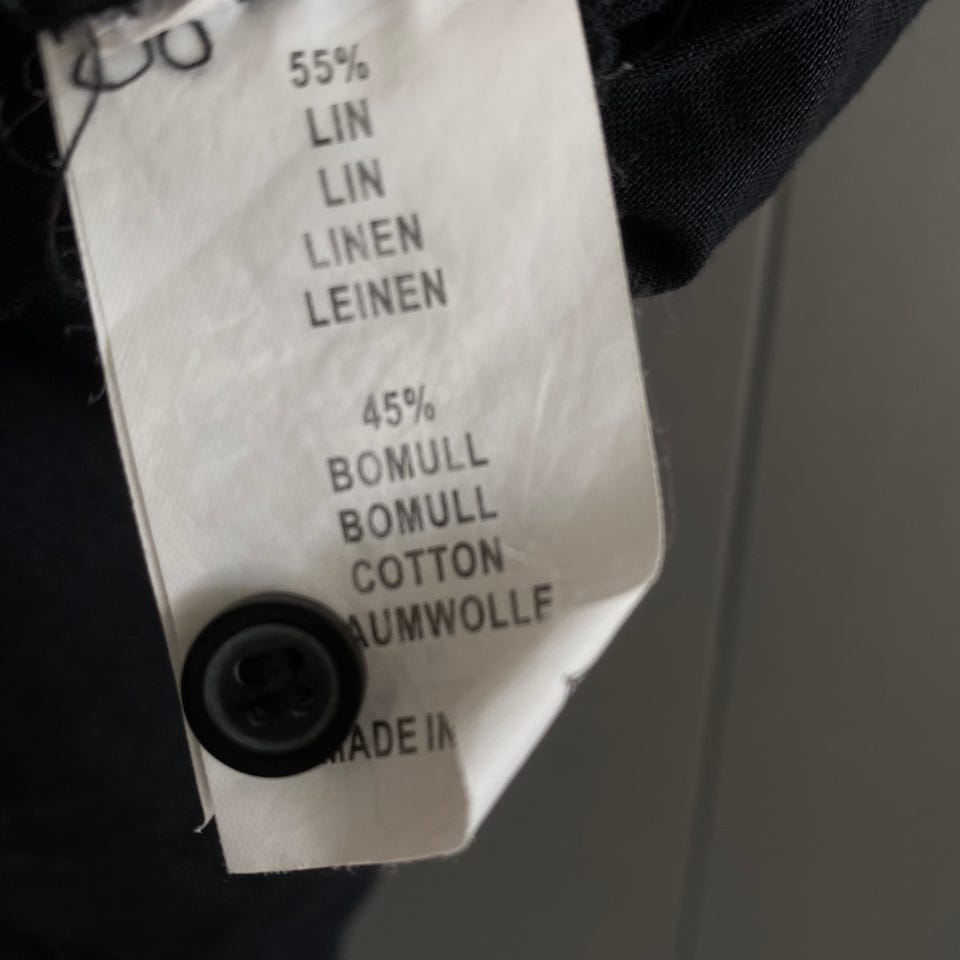 55%
LIN
LIN
LINEN
LEINEN
45%
BOMULL
BOMULL
COTTON
AUMWOLLE
MADE IN